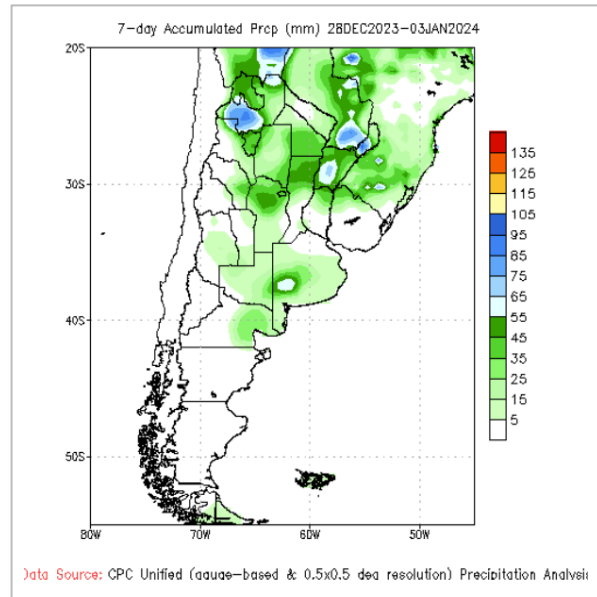 7-day Accumulated Prcp (mm) 28DEC2023-03JAN2024
20S
30S
40S
50S
80W 70W 60W 50W
135
125
115
105
95
85
75
65
55
45
35
25
15
5
Data Source: CPC Unified (gauge-based & 0.5x0.5 deg resolution) Precipitation Analysis